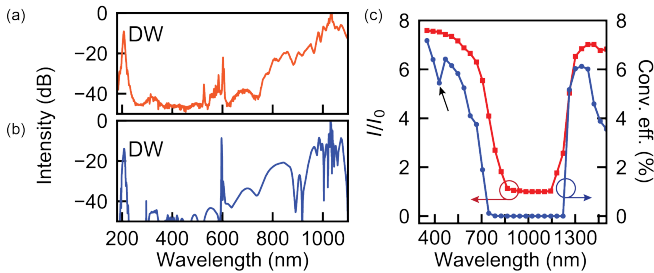 (a)
0
−20
−40
DW
(b)
0
−20
−40
DW
Intensity (dB)
200 400 600 800 1000
Wavelength (nm)
(c)
8
6
4
2
0
I/I0
8
6
4
2
0
Conv. eff. (%)
400 700 1000 1300
Wavelength (nm)